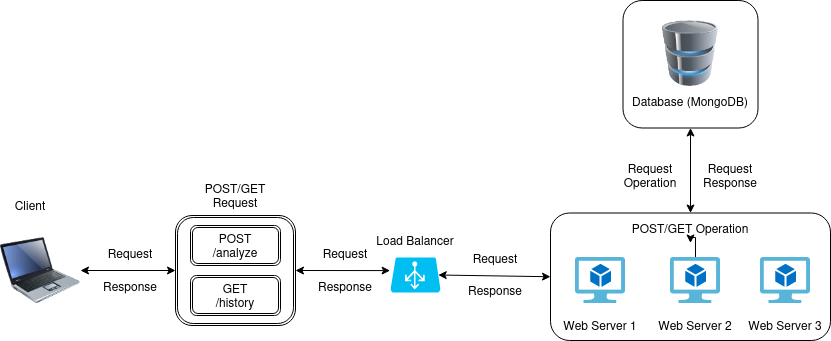 Database (MongoDB)
Request
Operation
Request
Response
POST/GET
Request
Client
POST
/analyze
GET
/history
Request
Response
Request
Response
Load Balancer
Request
Response
POST/GET Operation
Web Server 1
Web Server 2
Web Server 3